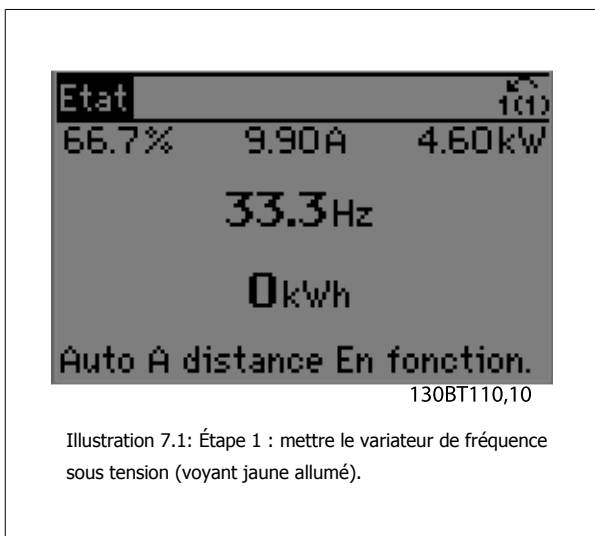 Etat
1(1)
66.7% 9.90A 4.60kW
33.3Hz
0kWh
Auto A distance En fonction.
130BT110,10
Illustration 7.1: Étape 1 : mettre le variateur de fréquence
sous tension (voyant jaune allumé).